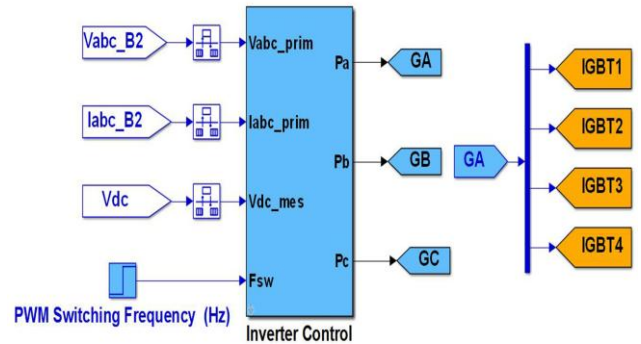 Vabc_B2
Vabc_prim
Pa
GA
IGBT1
Iabc_B2
Iabc_prim
IGBT2
Pb
GB
GA
Vdc
Vdc_mes
IGBT3
Fsw
Pc
GC
IGBT4
PWM Switching Frequency (Hz)
Inverter Control